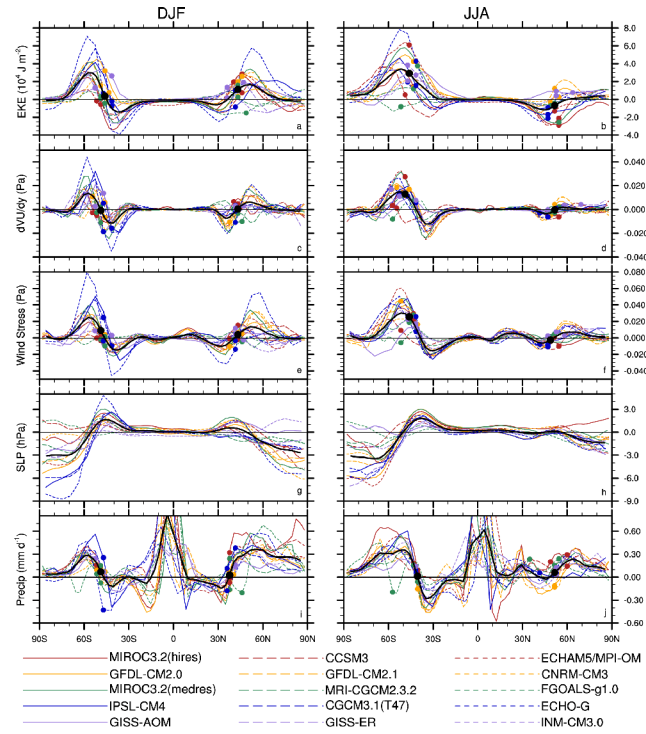 DJF JJA
EKE (10⁴ J m⁻²) a b 8.0 6.0 4.0 2.0 0.0 -2.0 -4.0
dVU/dy (Pa) c d 0.040 0.020 0.000 -0.020 -0.040
Wind Stress (Pa) e f 0.080 0.060 0.040 0.020 0.000 -0.020 -0.040
SLP (hPa) g h 3.0 0.0 -3.0 -6.0 -9.0
Precip (mm d⁻¹) i j 0.60 0.30 0.00 -0.30 -0.60
90S 60S 30S 0 30N 60N 90N 90S 60S 30S 0 30N 60N 90N
MIROC3.2(hires) CCSM3 ECHAM5/MPI-OM
GFDL-CM2.0 GFDL-CM2.1 CNRM-CM3
MIROC3.2(medres) MRI-CGCM2.3.2 FGOALS-g1.0
IPSL-CM4 CGCM3.1(T47) ECHO-G
GISS-AOM GISS-ER INM-CM3.0